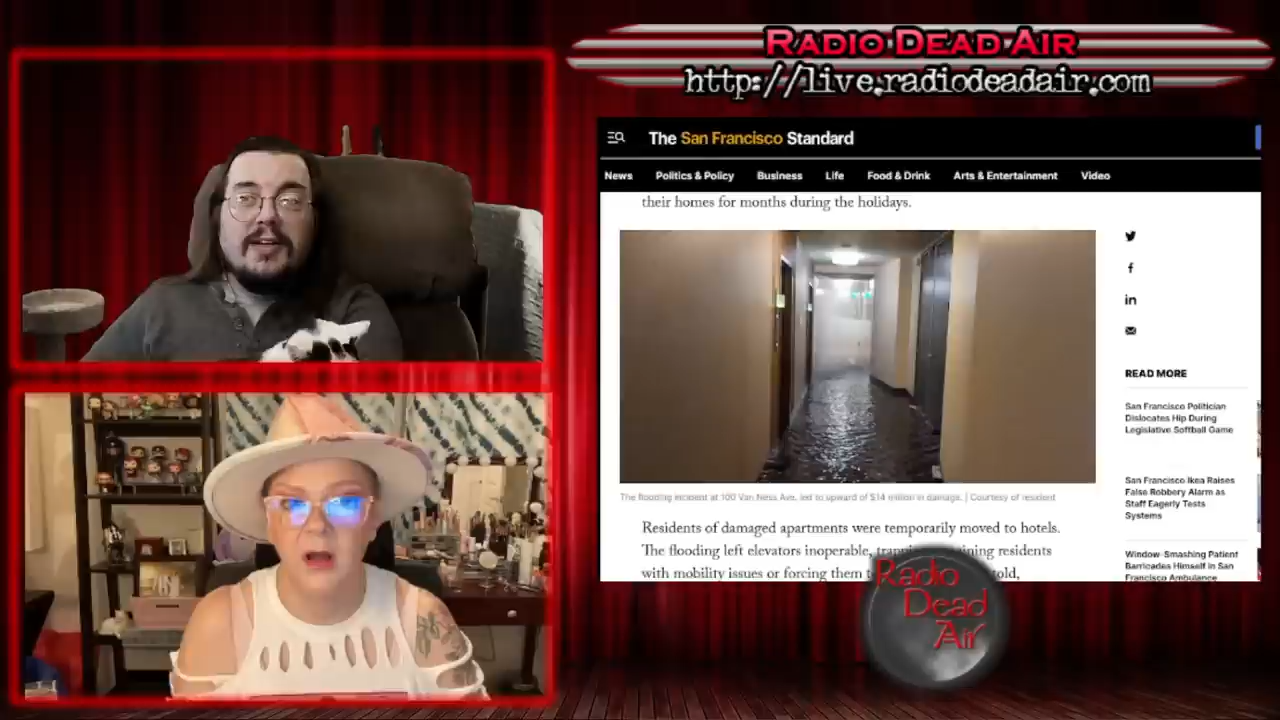 Radio Dead Air
http://live.radiodeadair.com
The San Francisco Standard
News Politics & Policy Business Life Food & Drink Arts & Entertainment Video
their homes for months during the holidays.
The flooding incident at 100 Van Ness Ave. led to upward of $14 million in damage. | Courtesy of resident
Residents of damaged apartments were temporarily moved to hotels.
The flooding left elevators inoperable, residents
with mobility issues or forcing them told,
READ MORE
San Francisco Politician
Dislocates Hip During
Legislative Softball Game
San Francisco Ikea Raises
False Robbery Alarm as
Staff Eagerly Tests
Systems
Window-Smashing Patient
Barricades Himself in San
Francisco Ambulance
Radio
Dead
Air